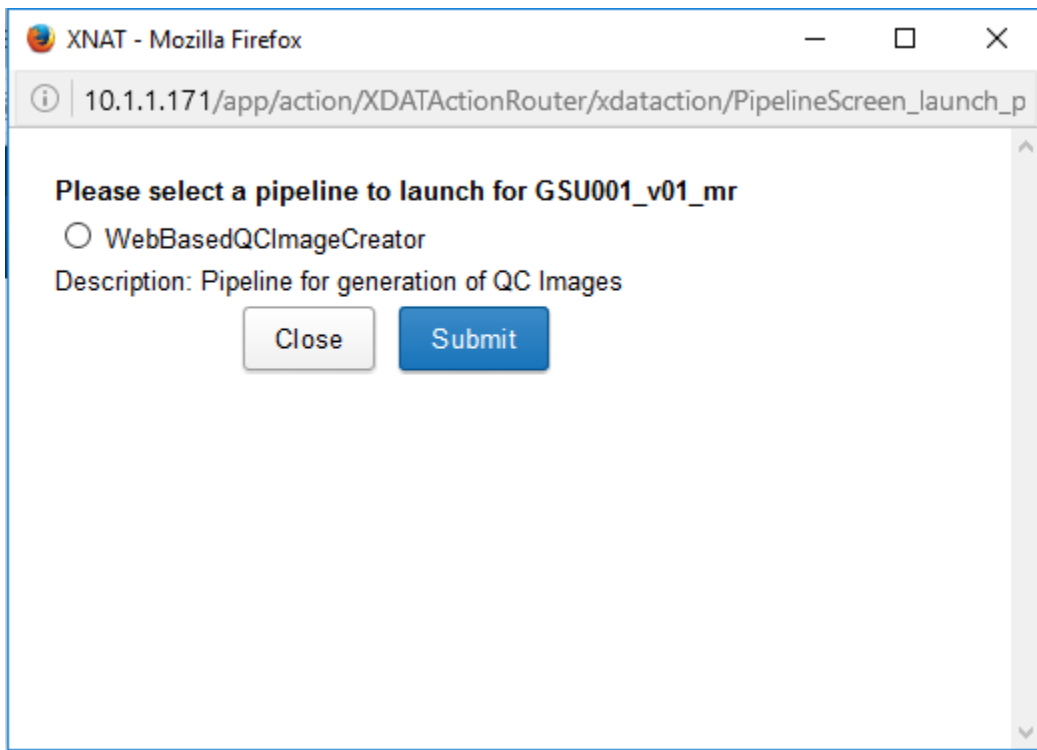 XNAT - Mozilla Firefox
10.1.1.171/app/action/XDATActionRouter/xdataction/PipelineScreen_launch_p
Please select a pipeline to launch for GSU001_v01_mr
WebBasedQCImageCreator
Description: Pipeline for generation of QC Images
Close Submit